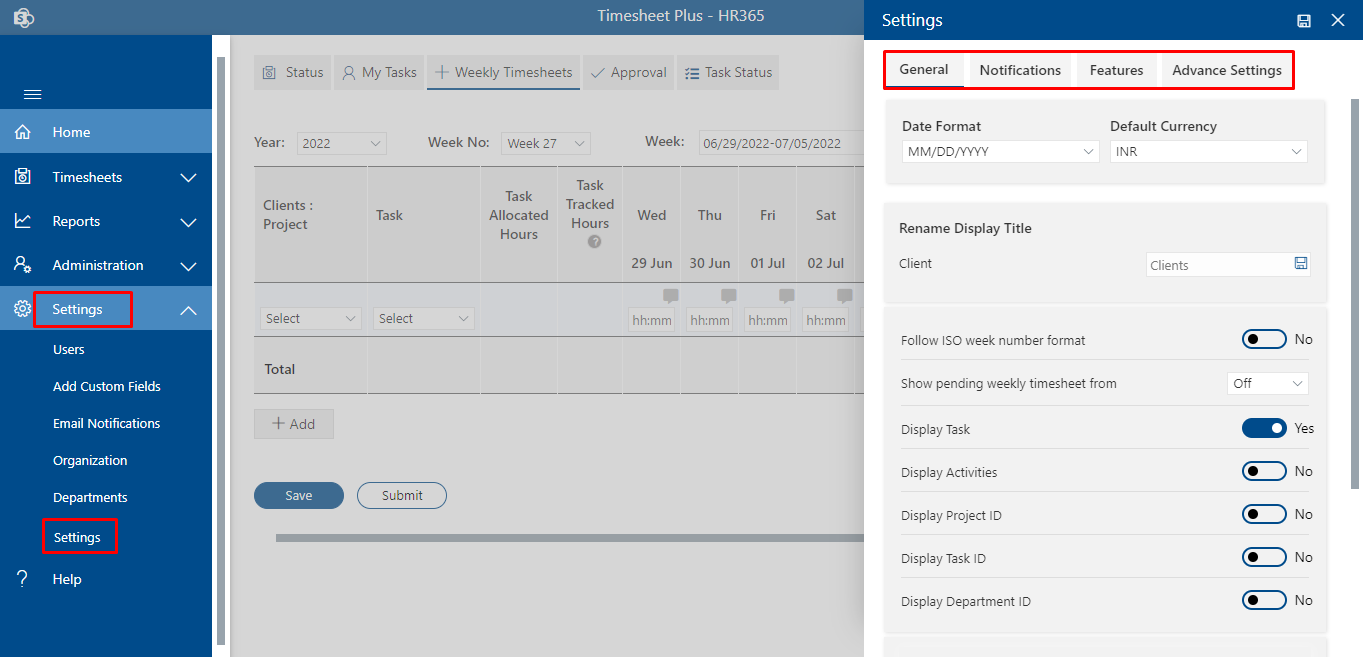 Timesheet Plus - HR365
Settings
Home
Timesheets
Reports
Administration
Settings
Users
Add Custom Fields
Email Notifications
Organization
Departments
Settings
? Help
Status My Tasks Weekly Timesheets Approval Task Status
Year: 2022 Week No: Week 27 Week: 06/29/2022-07/05/2022
Clients :
Project
Task
Task
Allocated
Hours
Task
Tracked
Hours
?
Wed Thu Fri Sat
29 Jun 30 Jun 01 Jul 02 Jul
Select Select hh:mm hh:mm hh:mm hh:mm
Total
+ Add
Save Submit
General Notifications Features Advance Settings
Date Format Default Currency
MM/DD/YYYY INR
Rename Display Title
Client Clients
Follow ISO week number format No
Show pending weekly timesheet from Off
Display Task Yes
Display Activities No
Display Project ID No
Display Task ID No
Display Department ID No